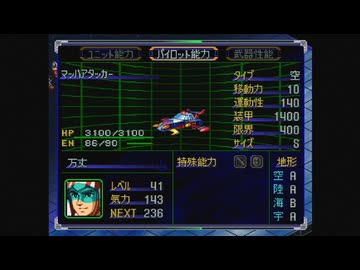 ユニット能力 パイロット能力 武器性能
マッハアタッカー
タイプ 空
移動力 10
運動性 140
装甲 1400
限界 400
サイズ S
HP 3100/3100
EN 86/90
万丈
レベル 41
気力 143
NEXT 236
特殊能力
地形
空 A
陸 A
海 B
宇 A